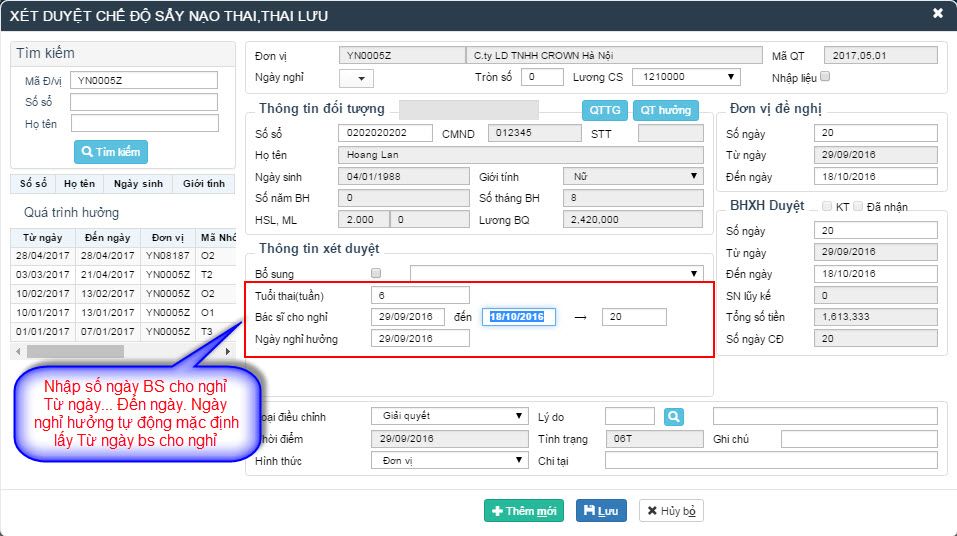 XÉT DUYỆT CHẾ ĐỘ SẨY NẠO THAI,THAI LƯU
Tìm kiếm
Mã Đ/vị YN0005Z
Số sổ
Họ tên
Tìm kiếm
Số sổ Họ tên Ngày sinh Giới tính
Quá trình hưởng
Từ ngày Đến ngày Đơn vị Mã Nhó
28/04/2017 28/04/2017 YN08187 O2
03/03/2017 21/04/2017 YN0005Z T2
10/02/2017 13/02/2017 YN0005Z O2
10/01/2017 13/01/2017 YN0005Z O1
01/01/2017 07/01/2017 YN0005Z T3
Nhập số ngày BS cho nghỉ
Từ ngày... Đến ngày. Ngày
nghỉ hưởng tự động mặc định
lấy Từ ngày bs cho nghỉ
Đơn vị YN0005Z C.ty LD TNHH CROWN Hà Nội Mã QT 2017,05,01
Ngày nghỉ Tròn số 0 Lương CS 1210000 Nhập liệu
Thông tin đối tượng QTTG QT hưởng
Số sổ 0202020202 CMND 012345 STT
Họ tên Hoang Lan
Ngày sinh 04/01/1988 Giới tính Nữ
Số năm BH 0 Số tháng BH 8
HSL, ML 2.000 0 Lương BQ 2,420,000
Thông tin xét duyệt
Bổ sung
Tuổi thai(tuần) 6
Bác sĩ cho nghỉ 29/09/2016 đến 18/10/2016 → 20
Ngày nghỉ hưởng 29/09/2016
Đơn vị đề nghị
Số ngày 20
Từ ngày 29/09/2016
Đến ngày 18/10/2016
BHXH Duyệt KT Đã nhận
Số ngày 20
Từ ngày 29/09/2016
Đến ngày 18/10/2016
SN lũy kế 0
Tổng số tiền 1,613,333
Số ngày CĐ 20
oại điều chỉnh Giải quyết Lý do
hời điểm 29/09/2016 Tình trạng 06T Ghi chú
Hình thức Đơn vị Chi tại
Thêm mới Lưu Hủy bỏ